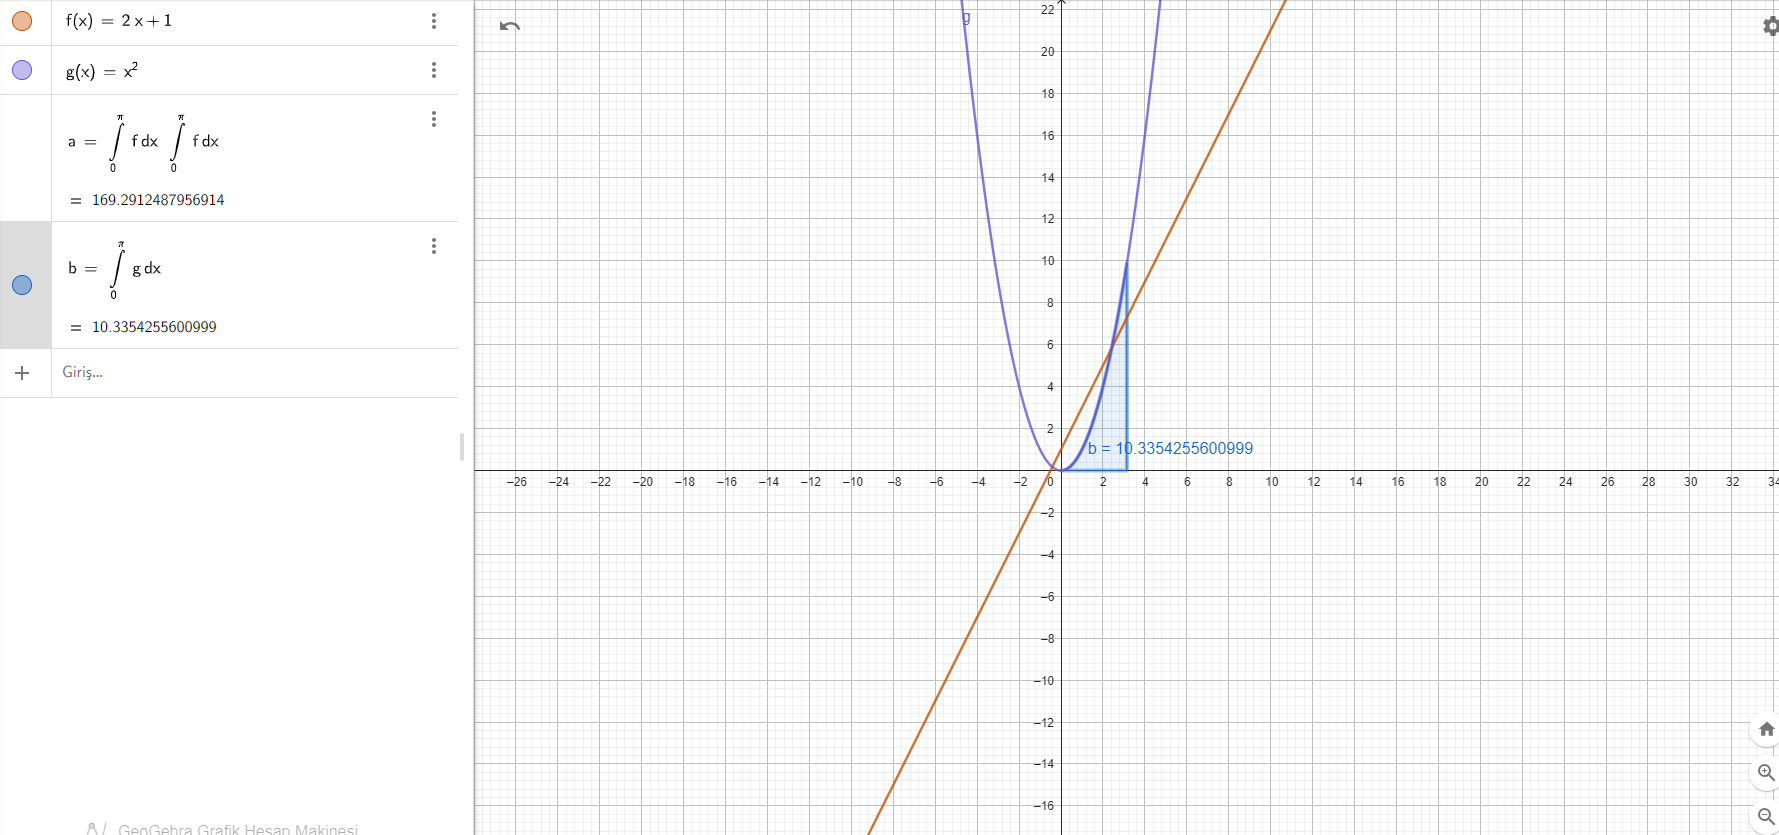 f(x) = 2 x + 1
g(x) = x²
a = ∫₀^π f dx ∫₀^π f dx
= 169.2912487956914
b = ∫₀^π g dx
= 10.3354255600999
+ Giriş...
GeoGebra Grafik Hesap Makinesi
g
22
20
18
16
14
12
10
8
6
4
2
b = 10.3354255600999
−26 −24 −22 −20 −18 −16 −14 −12 −10 −8 −6 −4 −2 0 2 4 6 8 10 12 14 16 18 20 22 24 26 28 30 32 34
−2
−4
−6
−8
−10
−12
−14
−16